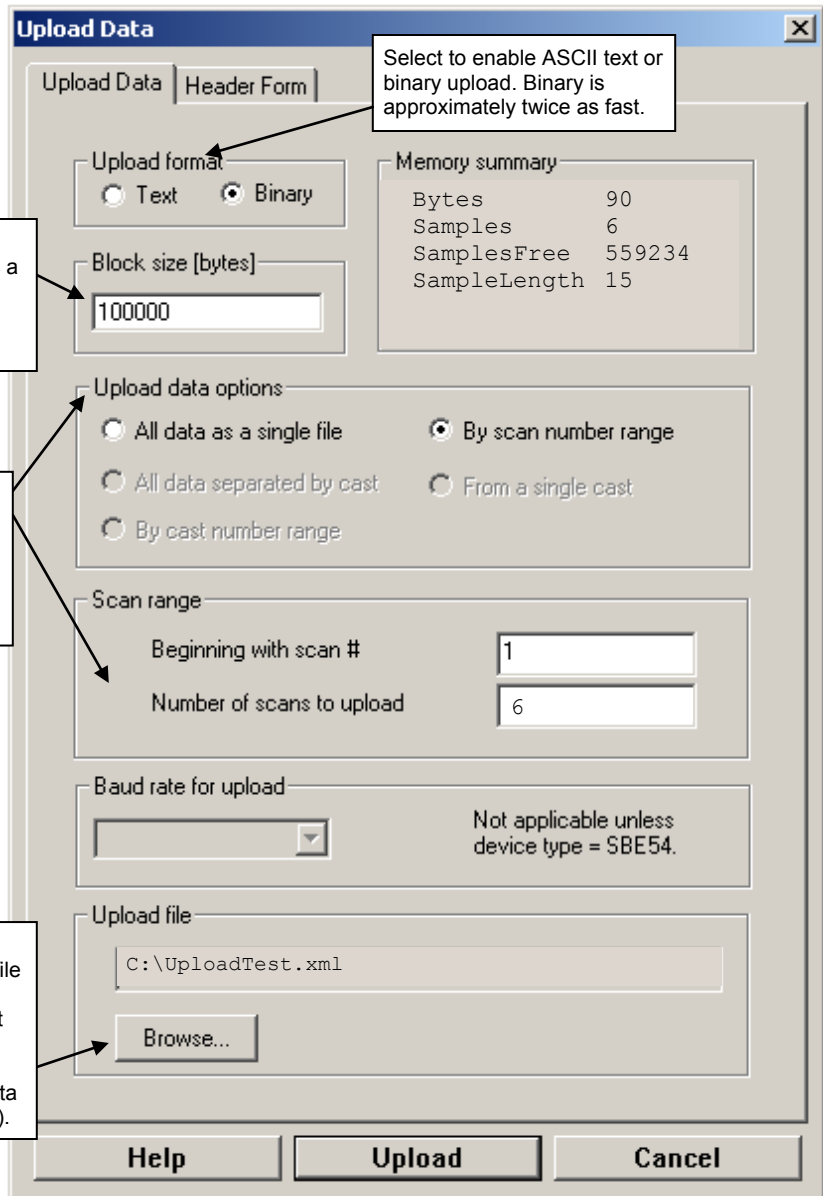 Upload Data
Select to enable ASCII text or
binary upload. Binary is
approximately twice as fast.
Upload Data Header Form
Upload format
Text Binary
Memory summary
Bytes 90
Samples 6
SamplesFree 559234
SampleLength 15
a
Block size [bytes]
100000
Upload data options
All data as a single file By scan number range
All data separated by cast From a single cast
By cast number range
Scan range
Beginning with scan # 1
Number of scans to upload 6
Baud rate for upload
Not applicable unless
device type = SBE54.
Upload file
C:\UploadTest.xml
Browse...
).
Help Upload Cancel